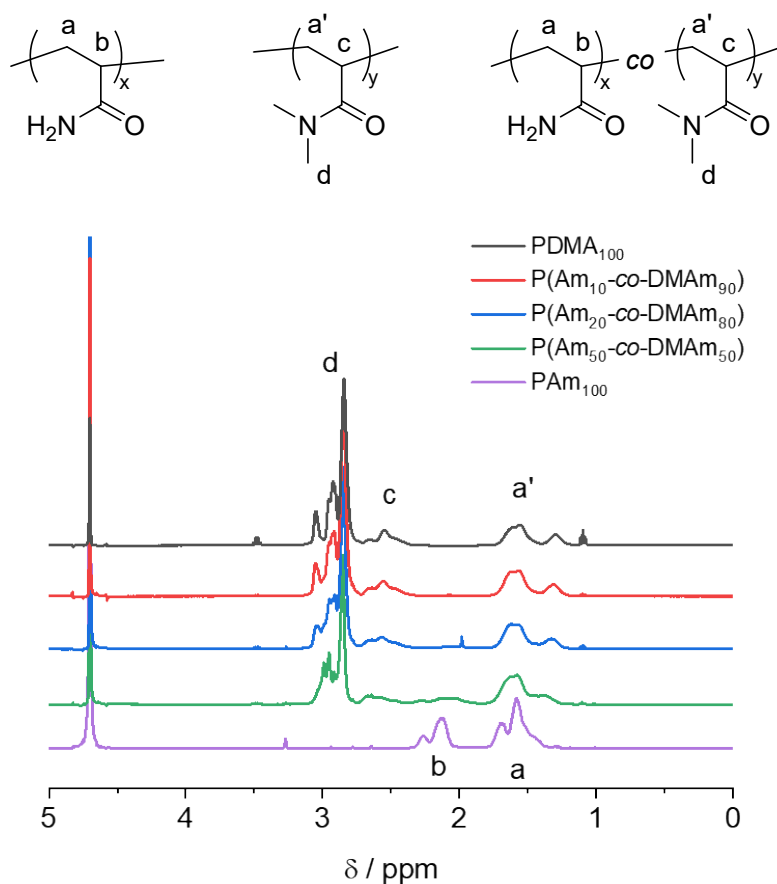 a b x H₂N O
a' c y N O d
a b x H₂N O co a' c y N O d
PDMA₁₀₀
P(Am₁₀-co-DMAm₉₀)
P(Am₂₀-co-DMAm₈₀)
P(Am₅₀-co-DMAm₅₀)
PAm₁₀₀
d
c
a'
b
a
5 4 3 2 1 0
δ / ppm